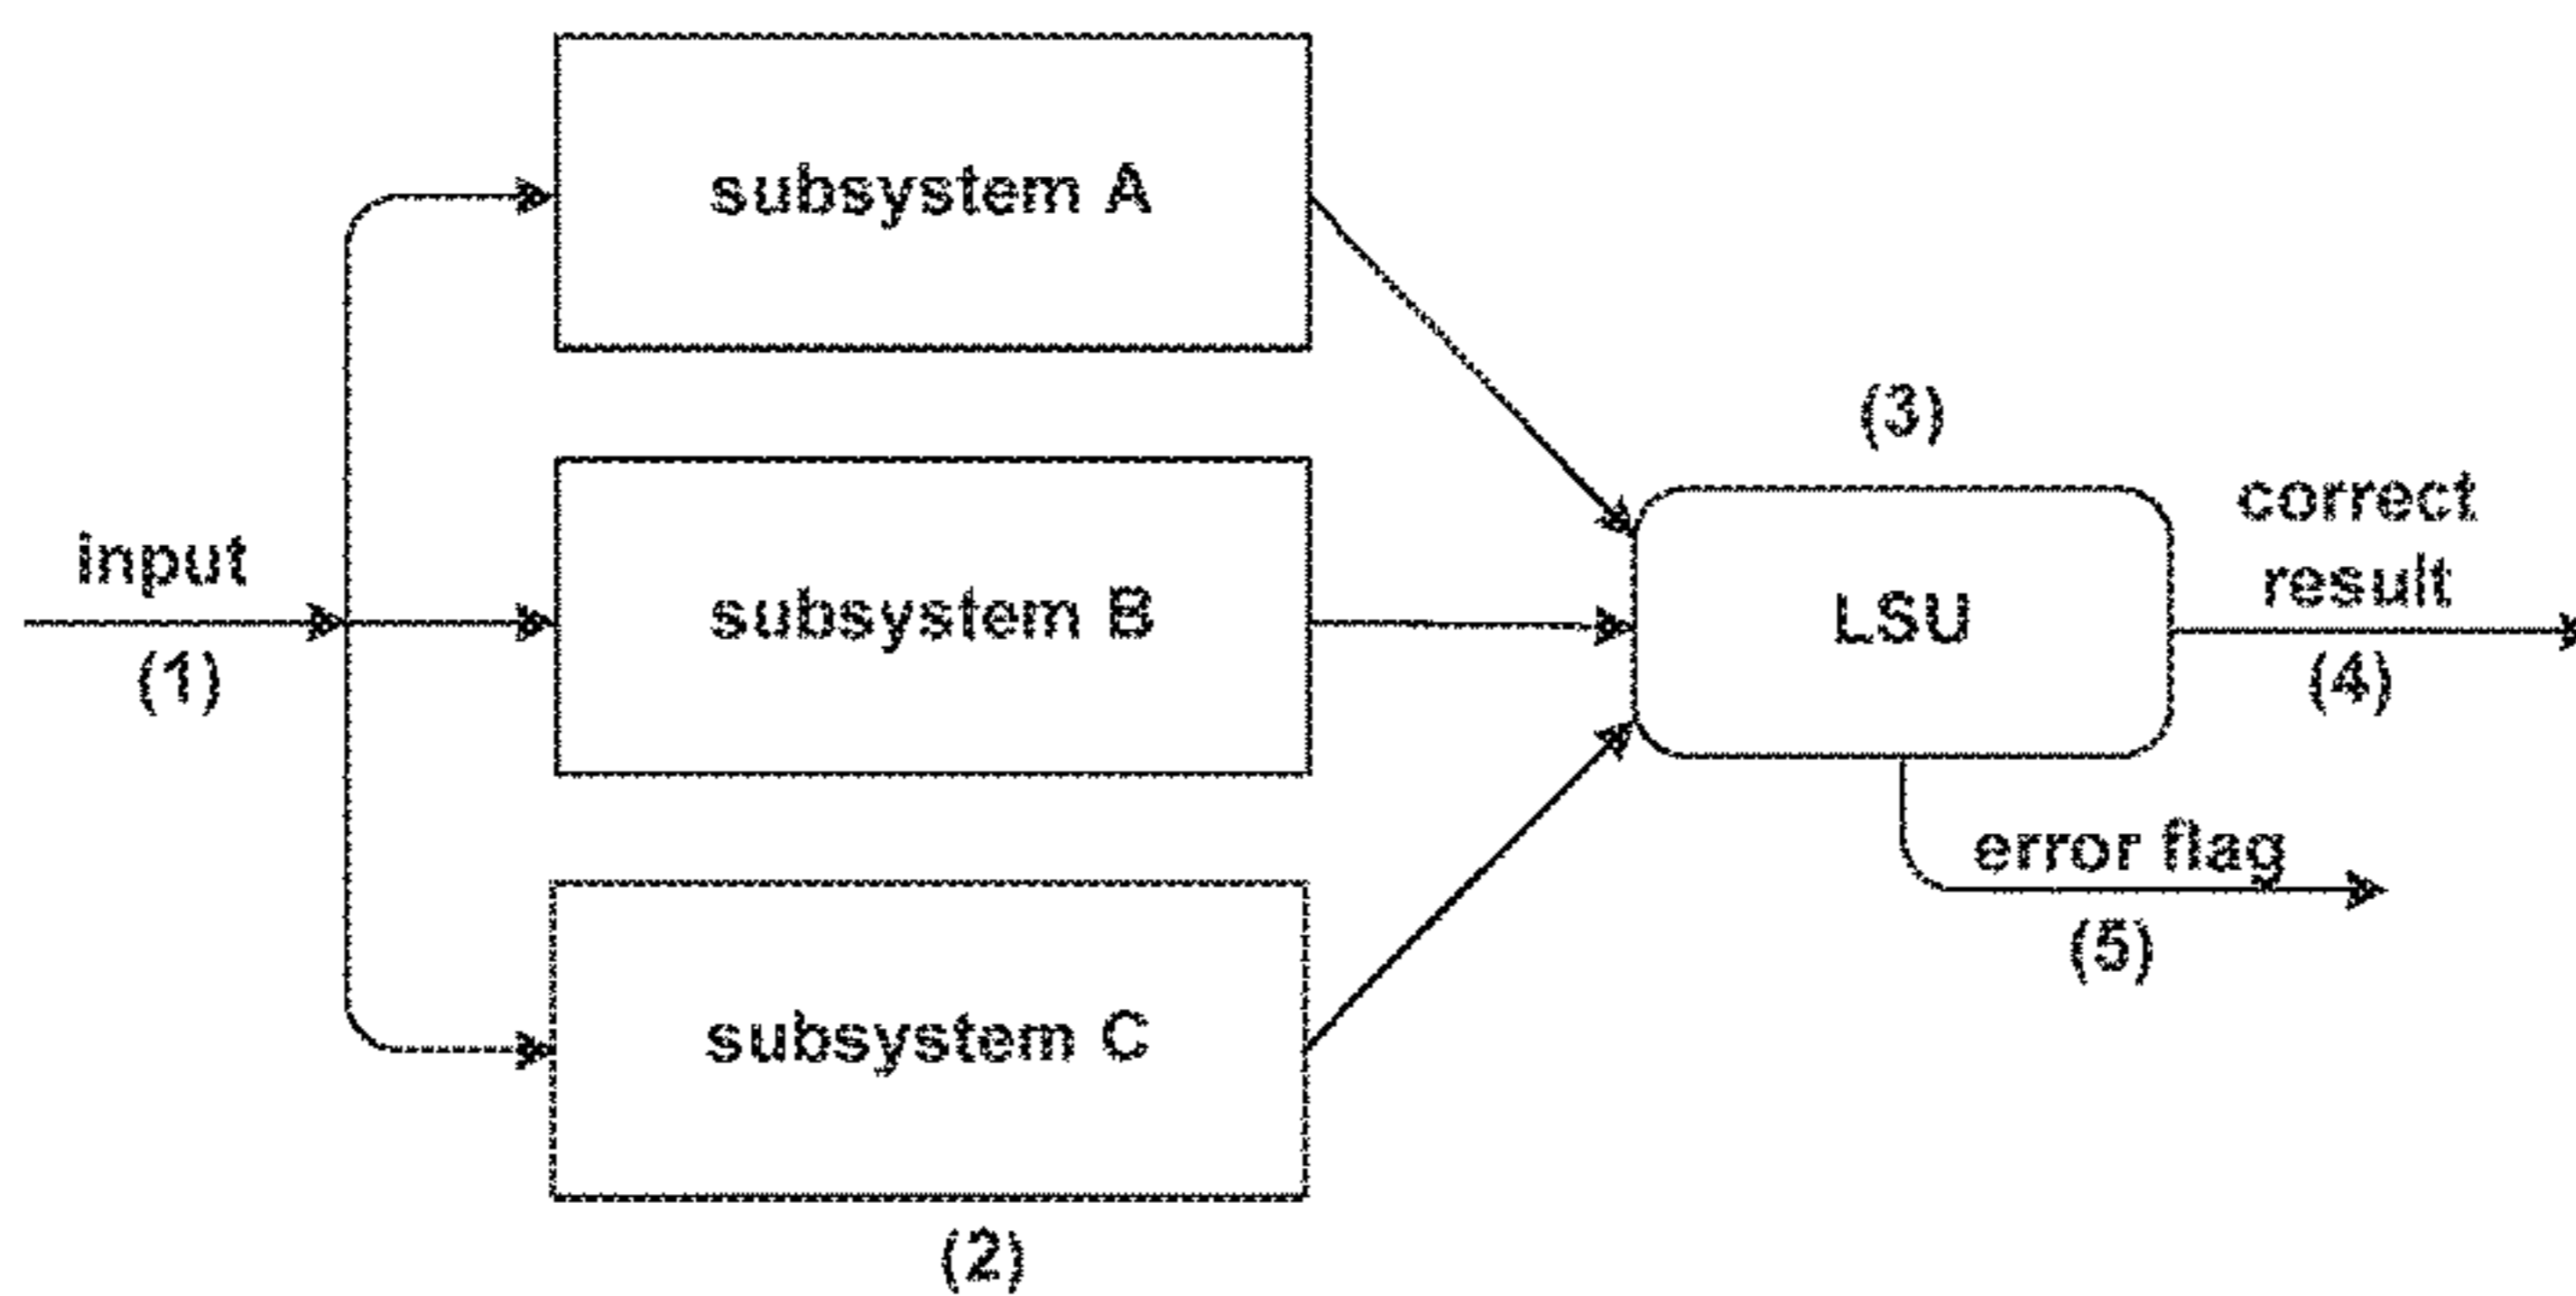 subsystem A
(3)
correct
result
input
(1)
subsystem B
LSU
(4)
error flag
(5)
subsystem C
(2)